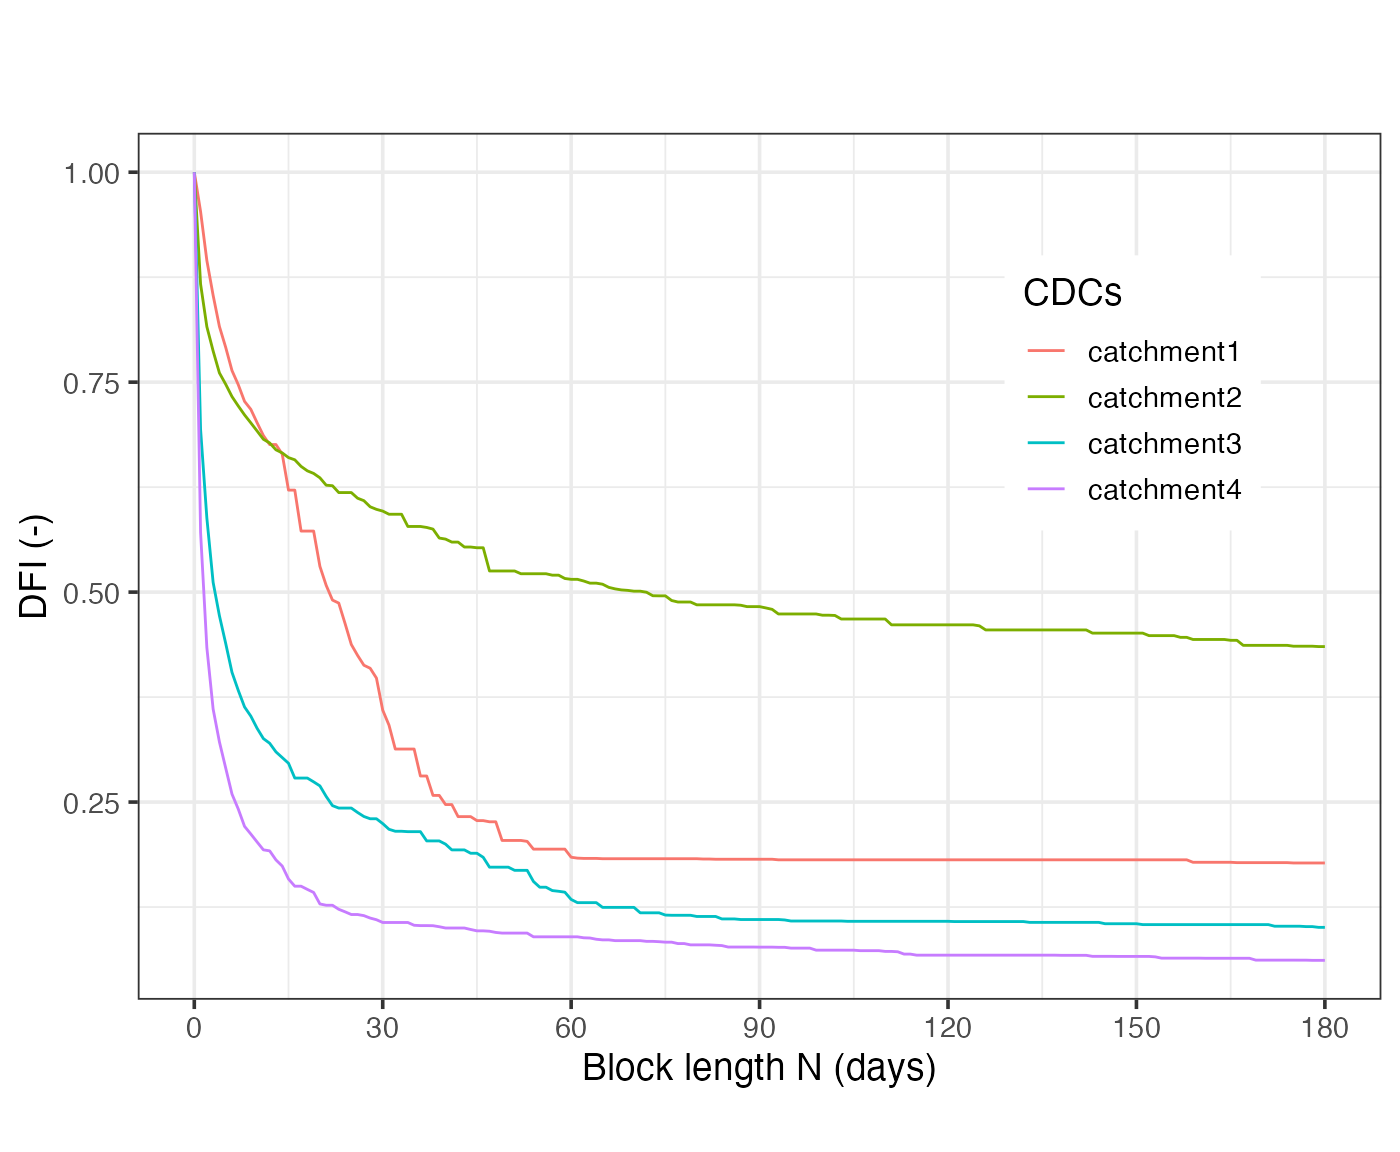 1.00
0.75
0.50
0.25
DFI (-)
CDCs
catchment1
catchment2
catchment3
catchment4
0 30 60 90 120 150 180
Block length N (days)